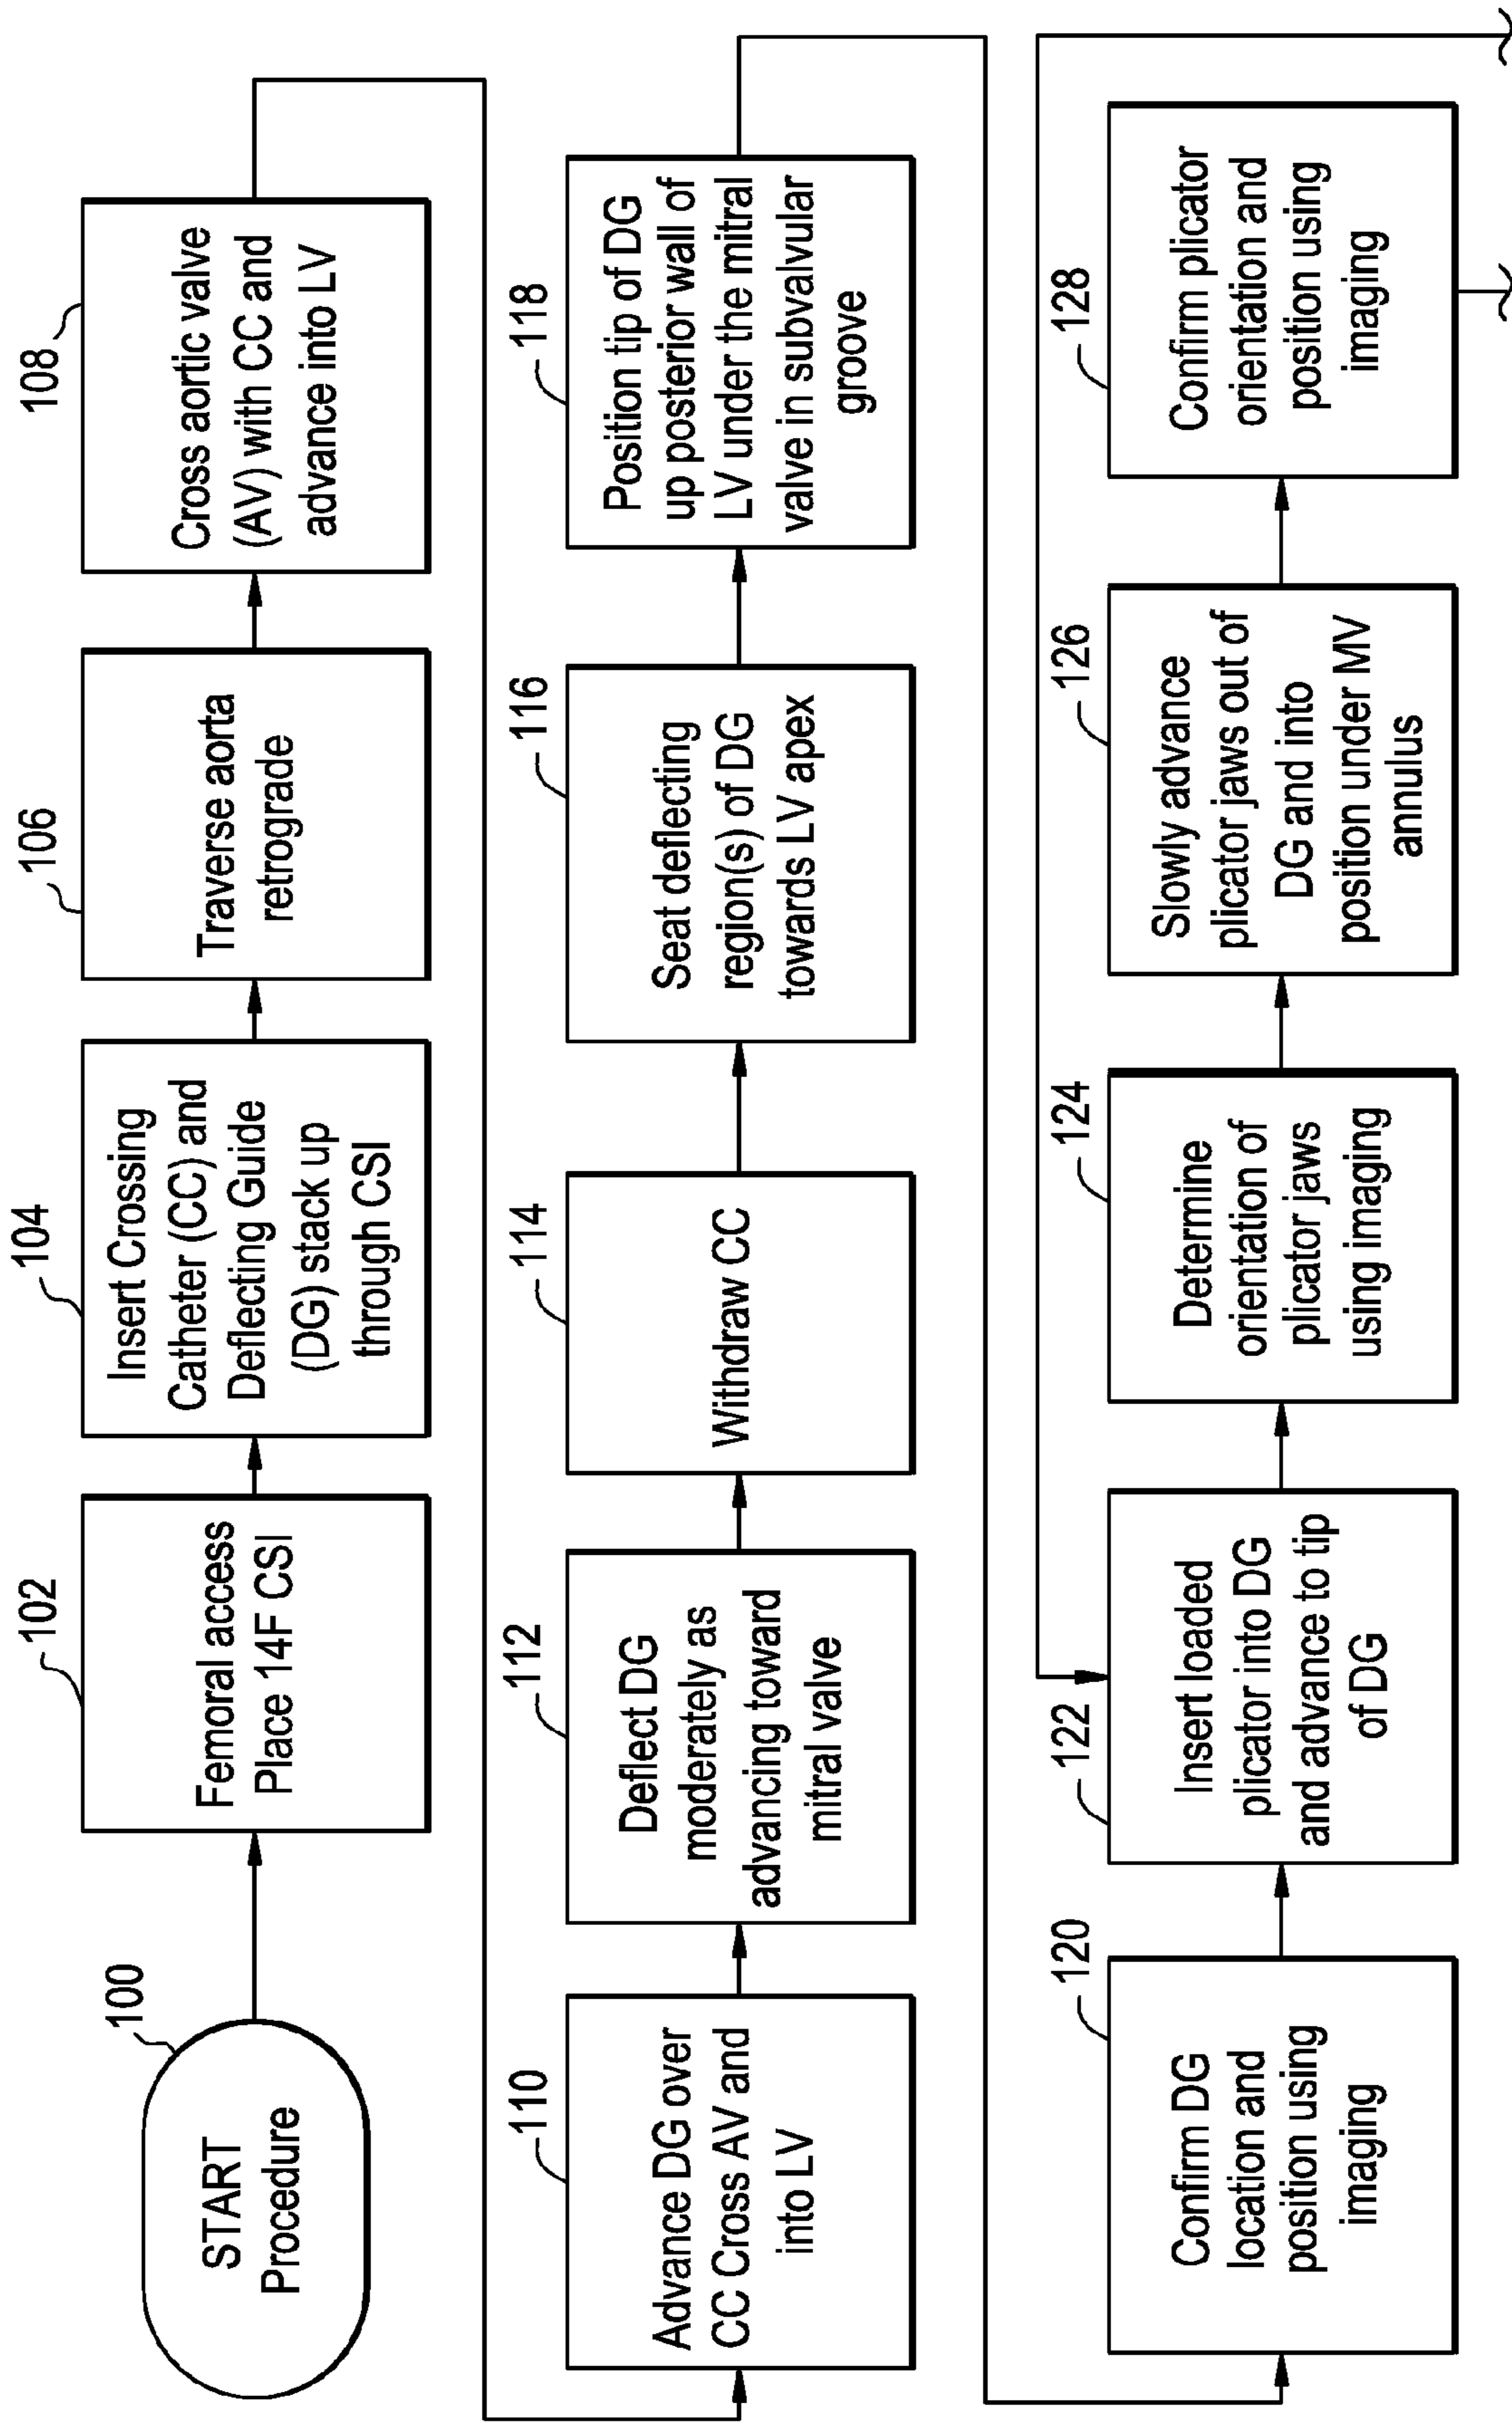 100
START
Procedure
102
Femoral access
Place 14F CSI
104
Insert Crossing
Catheter (CC) and
Deflecting Guide
(DG) stack up
through CSI
106
Traverse aorta
retrograde
108
Cross aortic valve
(AV) with CC and
advance into LV
110
Advance DG over
CC Cross AV and
into LV
112
Deflect DG
moderately as
advancing toward
mitral valve
114
Withdraw CC
116
Seat deflecting
region(s) of DG
towards LV apex
118
Position tip of DG
up posterior wall of
LV under the mitral
valve in subvalvular
groove
120
Confirm DG
location and
position using
imaging
122
Insert loaded
plicator into DG
and advance to tip
of DG
124
Determine
orientation of
plicator jaws
using imaging
126
Slowly advance
plicator jaws out of
DG and into
position under MV
annulus
128
Confirm plicator
orientation and
position using
imaging